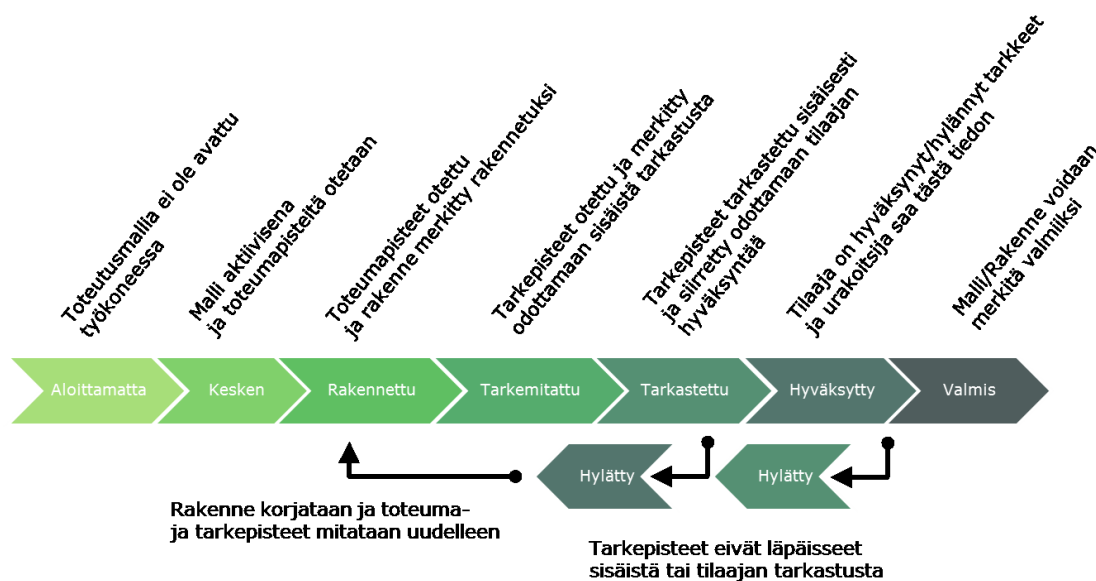 Toteutusmallia ei ole avattu
työkoneessa
Malli aktiivisena
ja toteumapisteitä otetaan
Toteumapisteet otettu
ja rakenne merkitty rakennetuksi
Tarkepisteet otettu ja merkitty
odottamaan sisäistä tarkastusta
Tarkepisteet tarkastettu sisäisesti
ja siirretty odottamaan tilaajan
hyväksyntää
Tilaaja on hyväksynyt/hylännyt tarkkeet
ja urakoitsija saa tästä tiedon
Malli/Rakenne voidaan
merkitä valmiiksi
Aloittamatta
Kesken
Rakennettu
Tarkemitattu
Tarkastettu
Hyväksytty
Valmis
Hylätty
Hylätty
Rakenne korjataan ja toteuma-
ja tarkepisteet mitataan uudelleen
Tarkepisteet eivät läpäisseet
sisäistä tai tilaajan tarkastusta